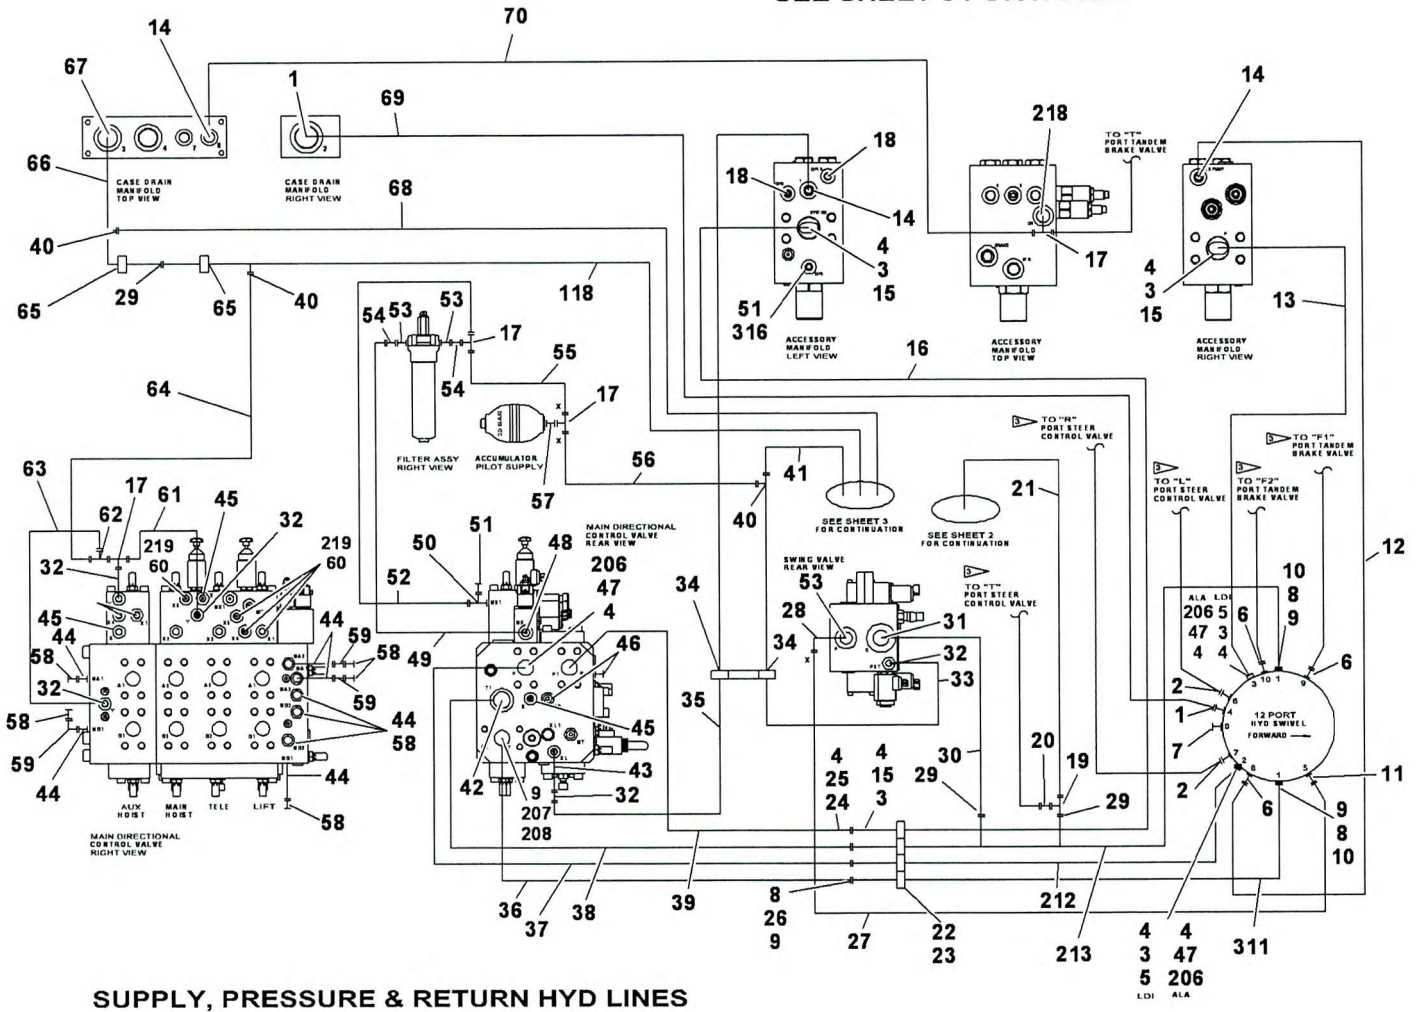 70
14
67
1
69
14
218
TO "T"
PORT TANDEM
BRAKE VALVE
18
66
CASE DRAIN
MANIFOLD
TOP VIEW
CASE DRAIN
MANIFOLD
RIGHT VIEW
68
18
14
40
4
3
15
17
4
3
15
13
65
29
65
40
118
51
316
54
53
53
17
54
55
16
ACCESSORY
MANIFOLD
LEFT VIEW
ACCESSORY
MANIFOLD
TOP VIEW
ACCESSORY
MANIFOLD
RIGHT VIEW
64
17
FILTER ASSY
RIGHT VIEW
ACCUMULATOR
PILOT SUPPLY
57
56
3 TO "R"
PORT STEER
CONTROL VALVE
3 TO "F1"
PORT TANDEM
BRAKE VALVE
3
TO "L"
PORT STEER
CONTROL VALVE
3
TO "F2"
PORT TANDEM
BRAKE VALVE
63
17
61
45
62
32
41
40
SEE SHEET 3
FOR CONTINUATION
21
SEE SHEET 2
FOR CONTINUATION
12
219
60
219
60
32
51
50
52
48
MAIN DIRECTIONAL
CONTROL VALVE
REAR VIEW
206
47
4
34
SWING VALVE
REAR VIEW
53
3
TO "T"
PORT STEER
CONTROL VALVE
28
31
34
32
33
45
44
58
32
58
59
44
44
59
58
59
44
58
44
58
49
46
45
43
32
42
9
207
208
35
ALA
206
47
4
LDI
5
3
4
6
10
8
9
6
2
1
7
2
12 PORT
HYD SWIVEL
FORWARD
6
11
9
8
10
4
25
24
4
15
3
30
29
20
19
29
AUX
HOIST
MAIN
HOIST
TELE
LIFT
MAIN DIRECTIONAL
CONTROL VALVE
RIGHT VIEW
36
37
38
39
8
26
9
27
22
23
212
213
311
4
3
5
LDI
4
47
206
ALA
SUPPLY, PRESSURE & RETURN HYD LINES